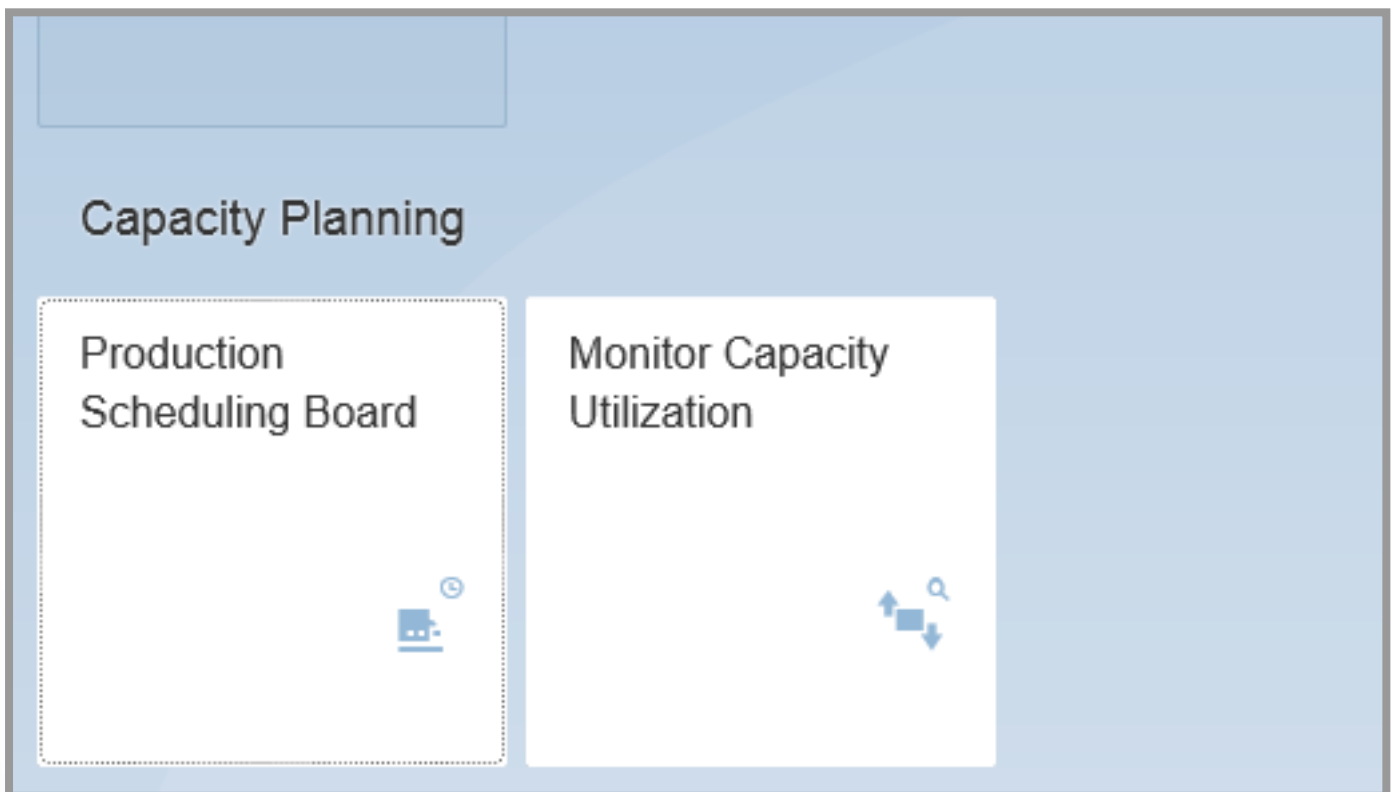 Capacity Planning
Production
Scheduling Board
Monitor Capacity
Utilization